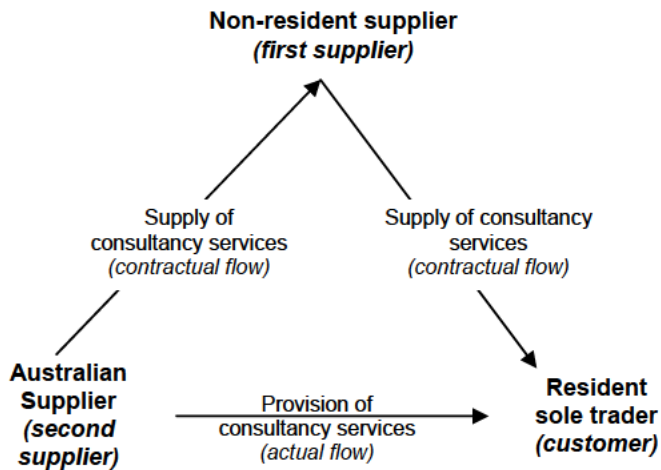 Non-resident supplier
(first supplier)
Supply of
consultancy services
(contractual flow)
Supply of consultancy
services
(contractual flow)
Australian
Supplier
(second
supplier)
Provision of
consultancy services
(actual flow)
Resident
sole trader
(customer)